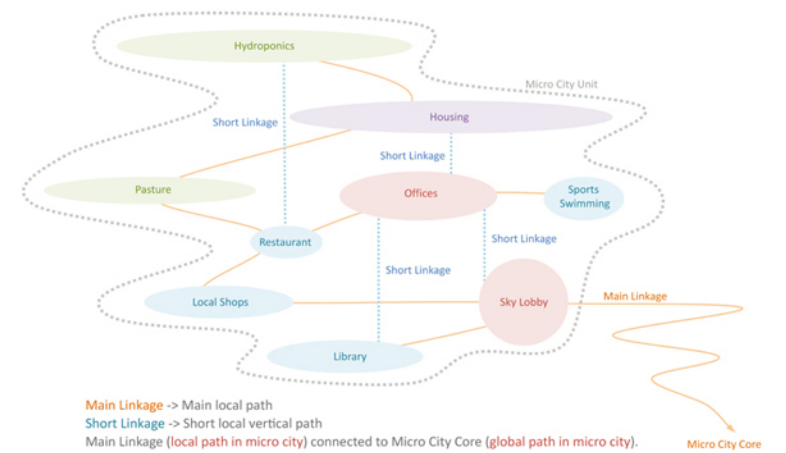 Hydroponics
Micro City Unit
Short Linkage
Housing
Short Linkage
Pasture
Offices
Sports
Swimming
Restaurant
Short Linkage
Short Linkage
Local Shops
Sky Lobby
Main Linkage
Library
Main Linkage -> Main local path
Short Linkage -> Short local vertical path
Main Linkage (local path in micro city) connected to Micro City Core (global path in micro city).
Micro City Core